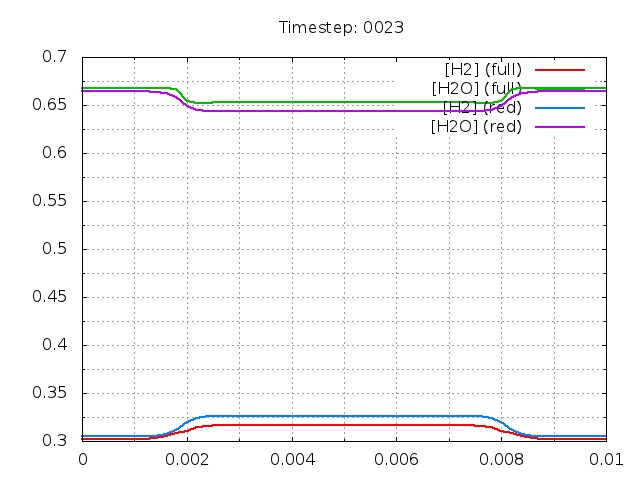 Timestep: 0023
0.7
[H2] (full)
[H2O] (full)
0.65
[H2] (red)
[H2O] (red)
0.6
0.55
0.5
0.45
0.4
0.35
0.3
0 0.002 0.004 0.006 0.008 0.01